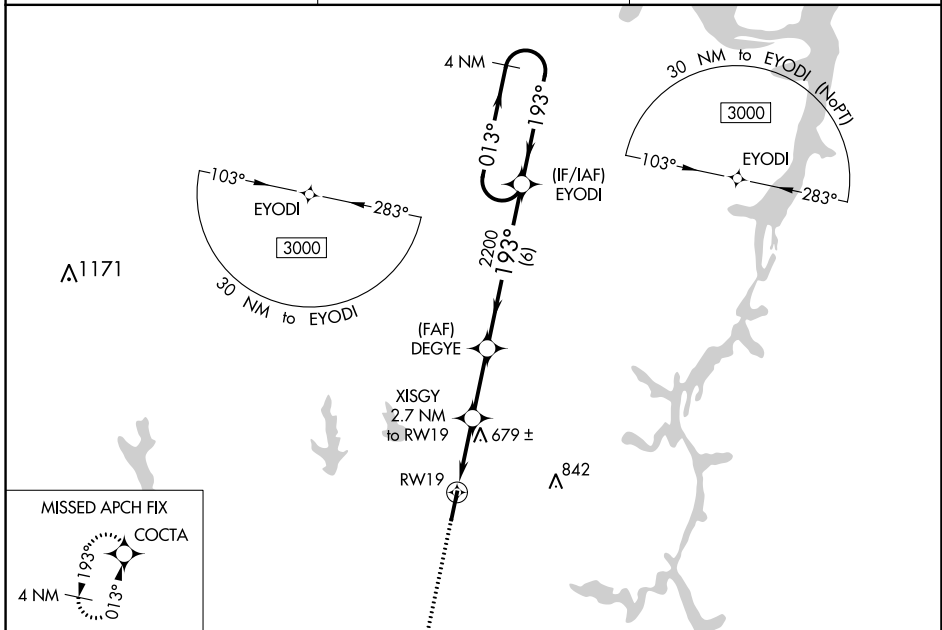 4 NM
013°
193°
(IF/IAF)
EYODI
30 NM to EYODI (NoPT)
3000
103°
EYODI
283°
103°
EYODI
283°
3000
30 NM to EYODI
1171
2200
193°
(6)
(FAF)
DEGYE
XISGY
2.7 NM
to RW19
679 ±
RW19
842
MISSED APCH FIX
COCTA
193°
4 NM
013°